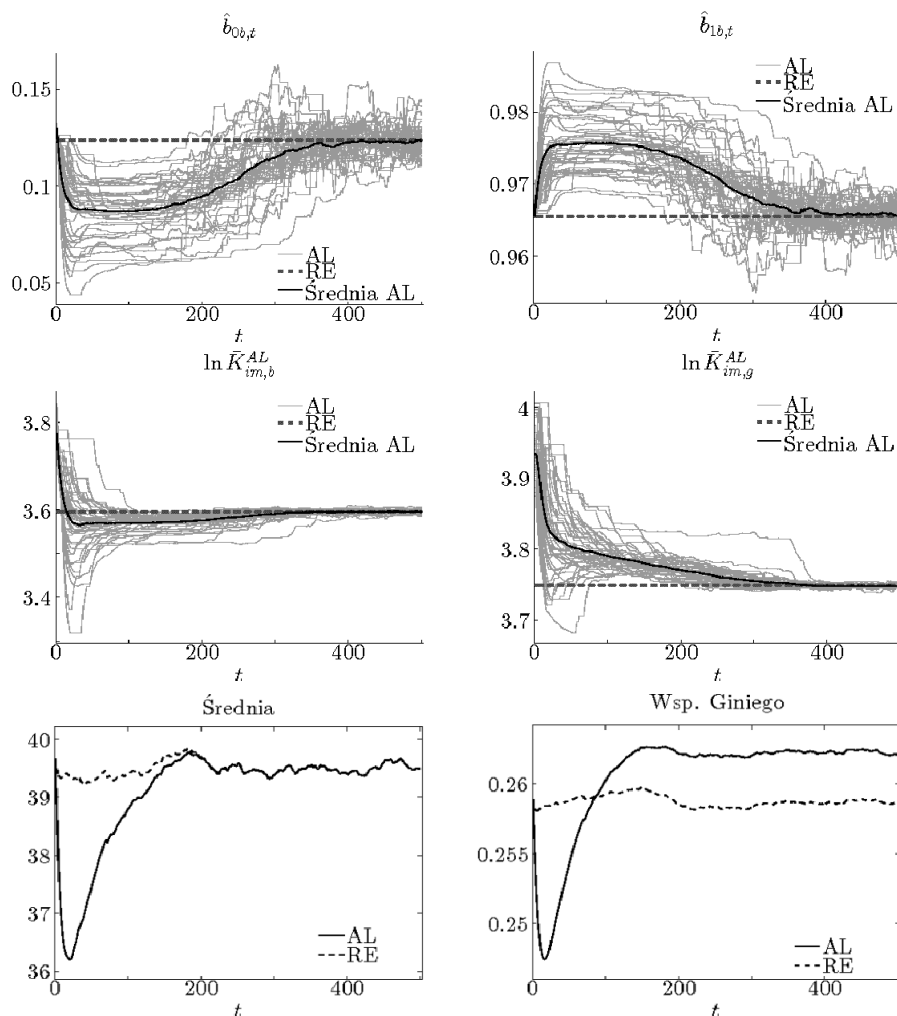 b̂₀b,t
0.15
0.1
0.05
0 200 400
t
AL
RE
Średnia AL
b̂₁b,t
0.98
0.97
0.96
0 200 400
t
AL
RE
Średnia AL
ln K̄ᴬᴸ im,b
3.8
3.6
3.4
0 200 400
t
AL
RE
Średnia AL
ln K̄ᴬᴸ im,g
4
3.9
3.8
3.7
0 200 400
t
AL
RE
Średnia AL
Średnia
40
39
38
37
36
0 200 400
t
AL
RE
Wsp. Giniego
0.26
0.255
0.25
0 200 400
t
AL
RE